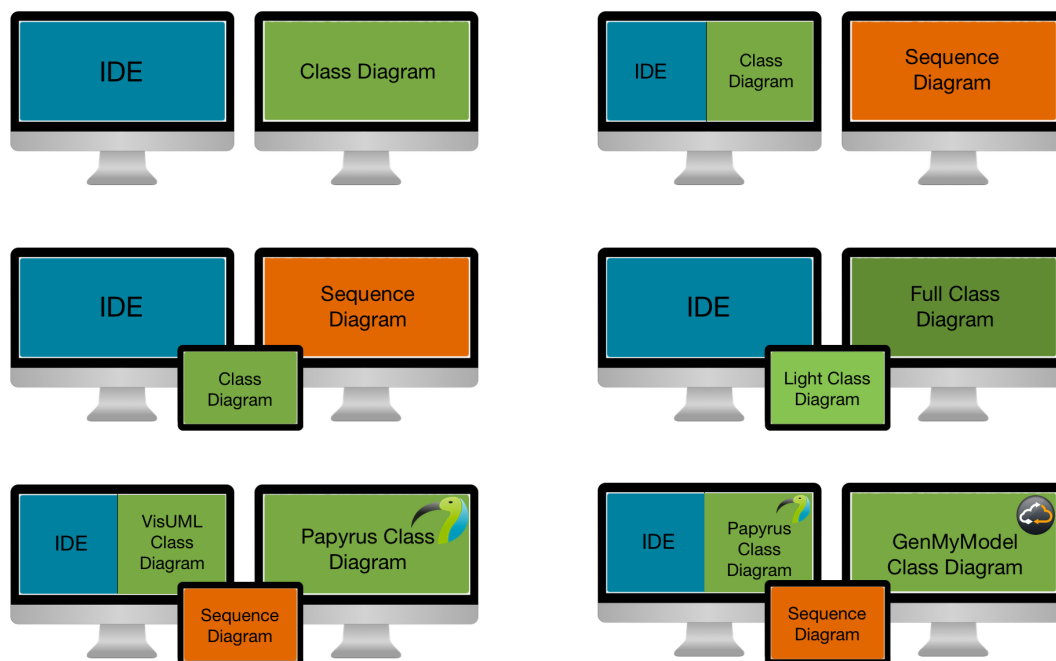 IDE
Class Diagram
IDE
Class
Diagram
Sequence
Diagram
IDE
Sequence
Diagram
Class
Diagram
IDE
Full Class
Diagram
Light Class
Diagram
IDE
VisUML
Class
Diagram
Papyrus Class
Diagram
Sequence
Diagram
IDE
Papyrus
Class
Diagram
GenMyModel
Class Diagram
Sequence
Diagram